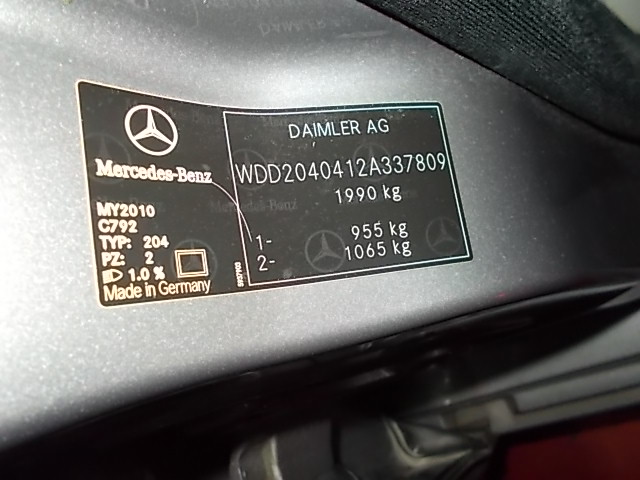 Mercedes-Benz
MY2010
C792
TYP: 204
PZ: 2
1.0 %
Made in Germany
DAIMLER AG
WDD2040412A337809
1990 kg
1- 955 kg
2- 1065 kg